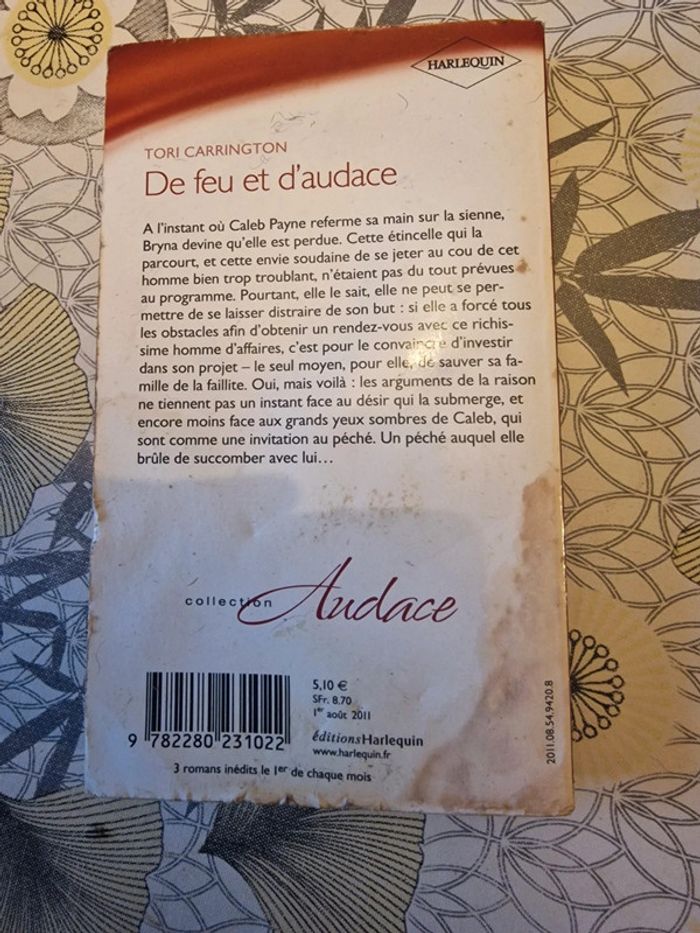 HARLEQUIN
TORI CARRINGTON
De feu et d'audace
A l'instant où Caleb Payne referme sa main sur la sienne,
Bryna devine qu'elle est perdue. Cette étincelle qui la
parcourt, et cette envie soudaine de se jeter au cou de cet
homme bien trop troublant, n'étaient pas du tout prévues
au programme. Pourtant, elle le sait, elle ne peut se per-
mettre de se laisser distraire de son but : si elle a forcé tous
les obstacles afin d'obtenir un rendez-vous avec ce richis-
sime homme d'affaires, c'est pour le convaincre d'investir
dans son projet – le seul moyen, pour elle, de sauver sa fa-
mille de la faillite. Oui, mais voilà : les arguments de la raison
ne tiennent pas un instant face au désir qui la submerge, et
encore moins face aux grands yeux sombres de Caleb, qui
sont comme une invitation au péché. Un péché auquel elle
brûle de succomber avec lui…
collection Audace
5,10 €
SFr. 8.70
1er août 2011
éditionsHarlequin
www.harlequin.fr
9 782280 231022
3 romans inédits le 1er de chaque mois
2011.08.54.9420.8